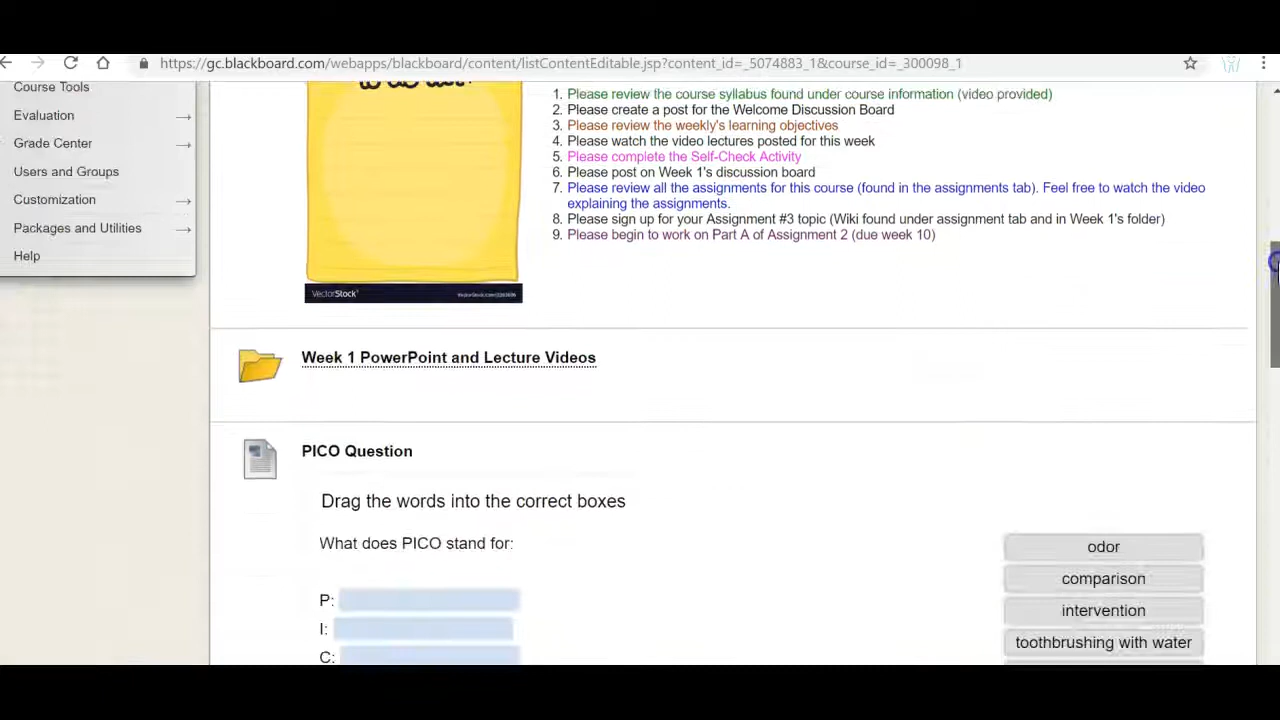 https://gc.blackboard.com/webapps/blackboard/content/listContentEditable.jsp?content_id=_5074883_1&course_id=_300098_1
Course Tools
Evaluation
Grade Center
Users and Groups
Customization
Packages and Utilities
Help
1. Please review the course syllabus found under course information (video provided)
2. Please create a post for the Welcome Discussion Board
3. Please review the weekly's learning objectives
4. Please watch the video lectures posted for this week
5. Please complete the Self-Check Activity
6. Please post on Week 1's discussion board
7. Please review all the assignments for this course (found in the assignments tab). Feel free to watch the video
explaining the assignments.
8. Please sign up for your Assignment #3 topic (Wiki found under assignment tab and in Week 1's folder)
9. Please begin to work on Part A of Assignment 2 (due week 10)
VectorStock
Week 1 PowerPoint and Lecture Videos
PICO Question
Drag the words into the correct boxes
What does PICO stand for:
P:
I:
C:
odor
comparison
intervention
toothbrushing with water